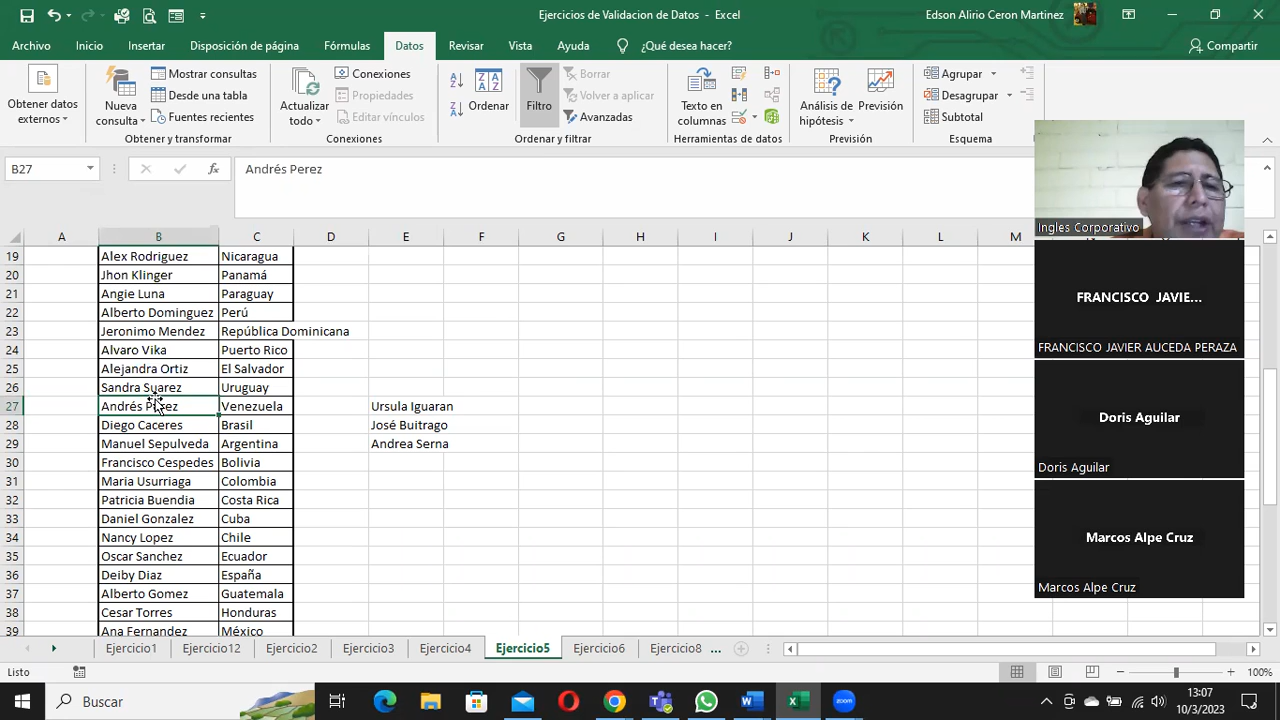 Ejercicios de Validacion de Datos - Excel
Edson Alirio Ceron Martinez
Archivo Inicio Insertar Disposición de página Fórmulas Datos Revisar Vista Ayuda ¿Qué desea hacer? Compartir
Obtener datos externos
Nueva consulta
Mostrar consultas
Desde una tabla
Fuentes recientes
Obtener y transformar
Actualizar todo
Conexiones
Propiedades
Editar vínculos
Conexiones
Ordenar
Filtro
Borrar
Volver a aplicar
Avanzadas
Ordenar y filtrar
Texto en columnas
Herramientas de datos
Análisis de hipótesis
Previsión
Previsión
Agrupar
Desagrupar
Subtotal
Esquema
B27 fx Andrés Perez
A B C D E F G H I J K L M
19 Alex Rodriguez Nicaragua
20 Jhon Klinger Panamá
21 Angie Luna Paraguay
22 Alberto Dominguez Perú
23 Jeronimo Mendez República Dominicana
24 Alvaro Vika Puerto Rico
25 Alejandra Ortiz El Salvador
26 Sandra Suarez Uruguay
27 Andrés Perez Venezuela Ursula Iguaran
28 Diego Caceres Brasil José Buitrago
29 Manuel Sepulveda Argentina Andrea Serna
30 Francisco Cespedes Bolivia
31 Maria Usurriaga Colombia
32 Patricia Buendia Costa Rica
33 Daniel Gonzalez Cuba
34 Nancy Lopez Chile
35 Oscar Sanchez Ecuador
36 Deiby Diaz España
37 Alberto Gomez Guatemala
38 Cesar Torres Honduras
39 Ana Fernandez México
Ingles Corporativo
FRANCISCO JAVIE...
FRANCISCO JAVIER AUCEDA PERAZA
Doris Aguilar
Doris Aguilar
Marcos Alpe Cruz
Marcos Alpe Cruz
Ejercicio1 Ejercicio12 Ejercicio2 Ejercicio3 Ejercicio4 Ejercicio5 Ejercicio6 Ejercicio8 ...
Listo
100%
Buscar
13:07
10/3/2023